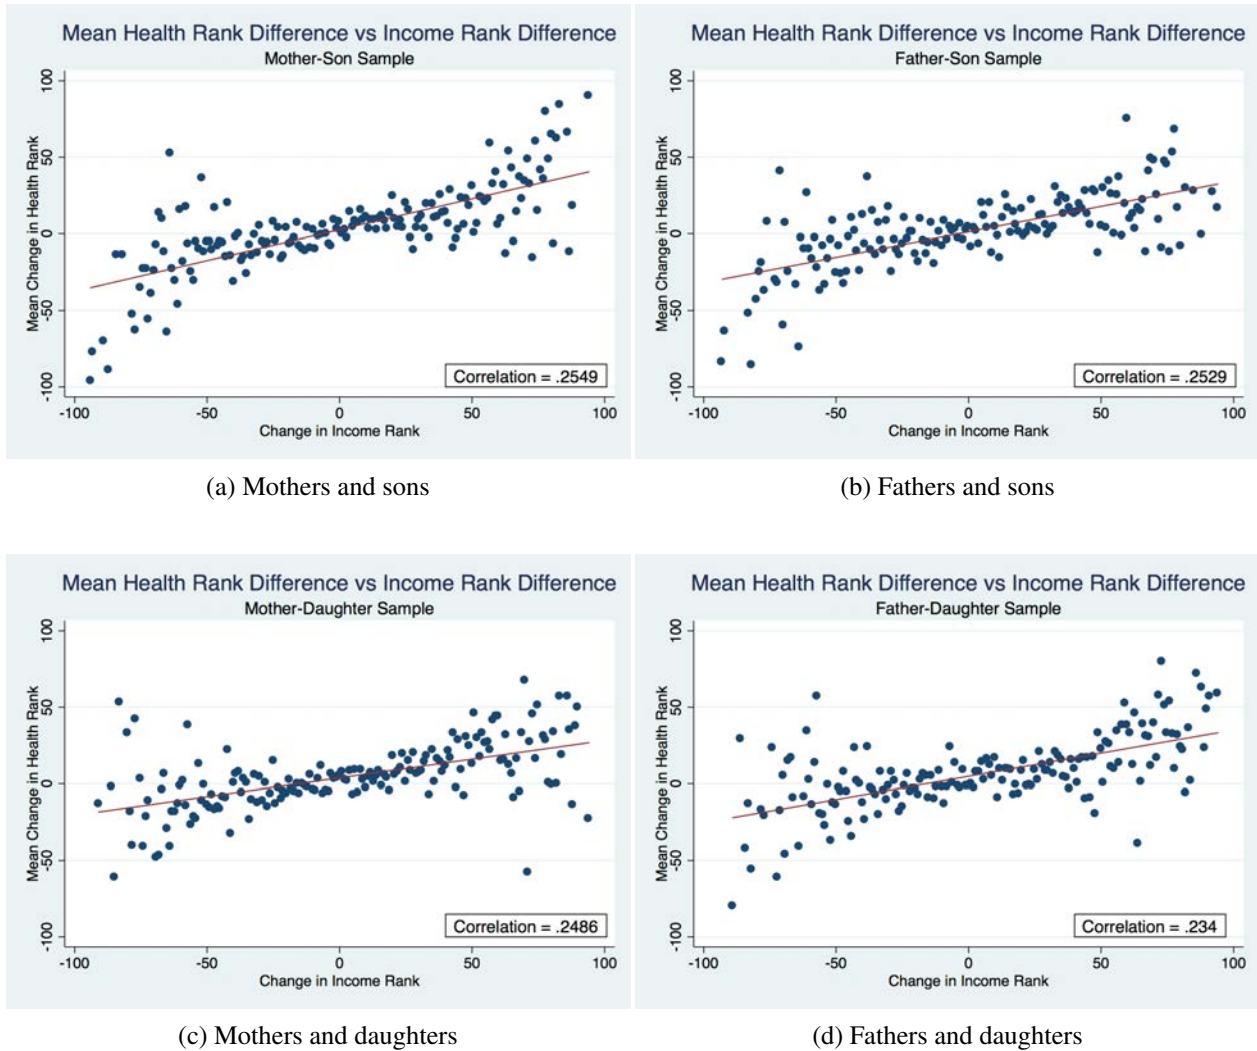 Mean Health Rank Difference vs Income Rank Difference
Mother-Son Sample
Mean Change in Health Rank
100
50
0
-50
-100
Correlation = .2549
-100 -50 0 50 100
Change in Income Rank
(a) Mothers and sons
Mean Health Rank Difference vs Income Rank Difference
Father-Son Sample
Mean Change in Health Rank
100
50
0
-50
-100
Correlation = .2529
-100 -50 0 50 100
Change in Income Rank
(b) Fathers and sons
Mean Health Rank Difference vs Income Rank Difference
Mother-Daughter Sample
Mean Change in Health Rank
100
50
0
-50
-100
Correlation = .2486
-100 -50 0 50 100
Change in Income Rank
(c) Mothers and daughters
Mean Health Rank Difference vs Income Rank Difference
Father-Daughter Sample
Mean Change in Health Rank
100
50
0
-50
-100
Correlation = .234
-100 -50 0 50 100
Change in Income Rank
(d) Fathers and daughters